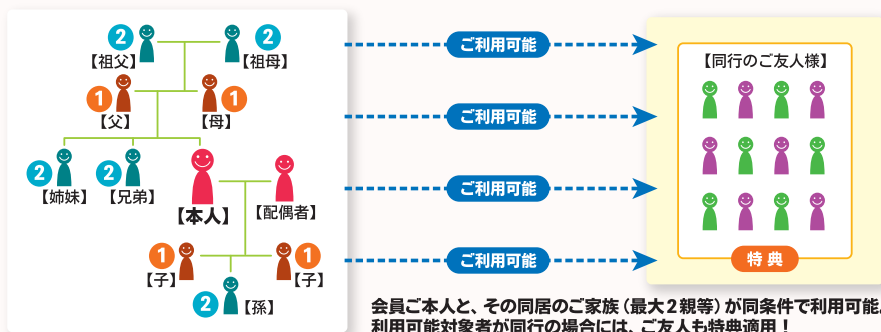 2 2
【祖父】 【祖母】
1 1
【父】 【母】
2 2
【姉妹】 【兄弟】 【本人】 【配偶者】
1 1
【子】 【子】
2
【孫】
ご利用可能
ご利用可能
ご利用可能
ご利用可能
【同行のご友人様】
特典
会員ご本人と、その同居のご家族（最大2親等）が同条件で利用可能。
利用可能対象者が同行の場合には、ご友人も特典適用！